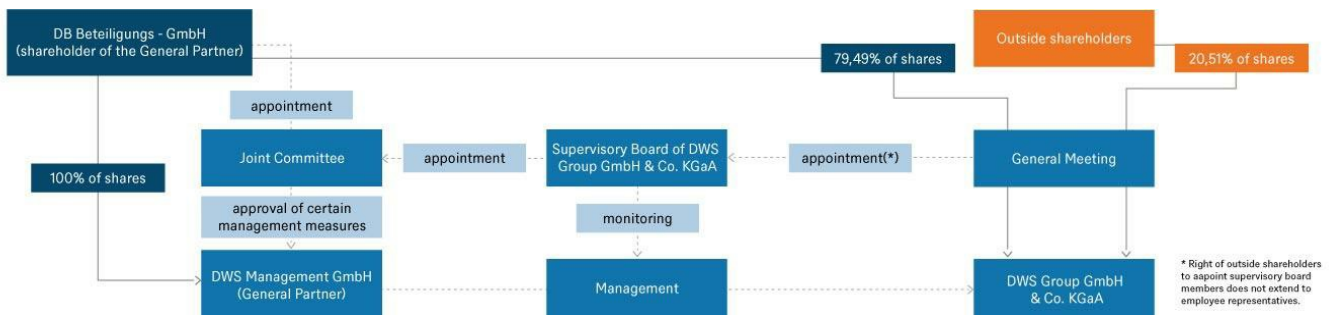 DB Beteiligungs - GmbH
(shareholder of the General Partner)
Outside shareholders
79,49% of shares
20,51% of shares
appointment
Joint Committee
appointment
Supervisory Board of DWS
Group GmbH & Co. KGaA
appointment(*)
General Meeting
100% of shares
approval of certain
management measures
monitoring
DWS Management GmbH
(General Partner)
Management
DWS Group GmbH
& Co. KGaA
* Right of outside shareholders
to aapoint supervisory board
members does not extend to
employee representatives.